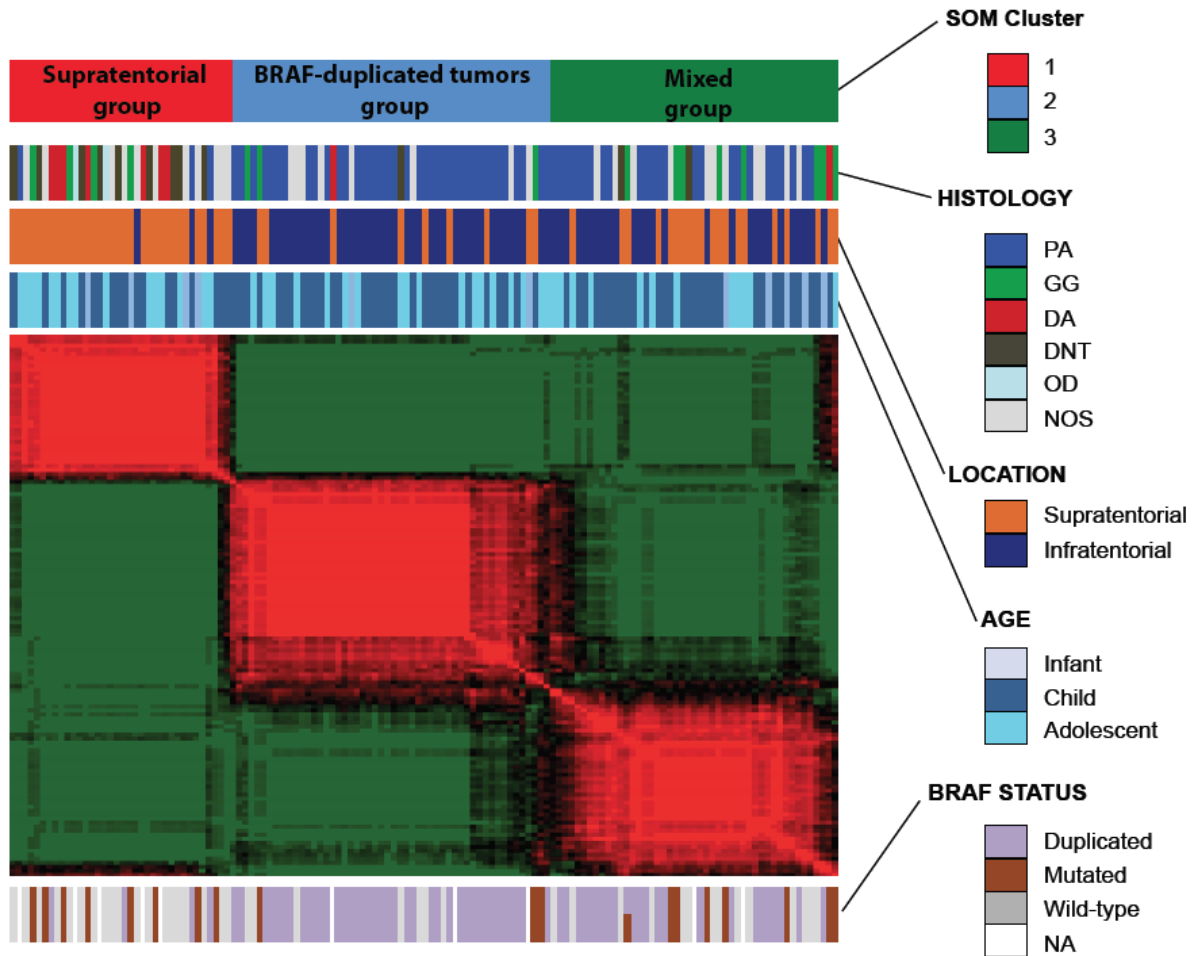 SOM Cluster
1
2
3
Supratentorial
group
BRAF-duplicated tumors
group
Mixed
group
HISTOLOGY
PA
GG
DA
DNT
OD
NOS
LOCATION
Supratentorial
Infratentorial
AGE
Infant
Child
Adolescent
BRAF STATUS
Duplicated
Mutated
Wild-type
NA